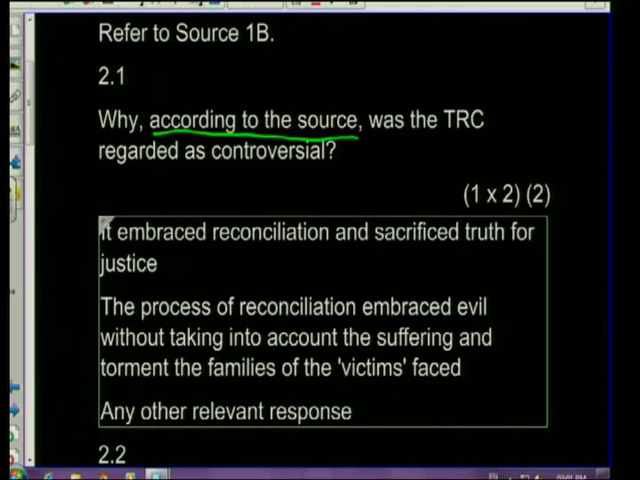 Refer to Source 1B.
2.1
Why, according to the source, was the TRC
regarded as controversial?
(1 x 2) (2)
It embraced reconciliation and sacrificed truth for
justice
The process of reconciliation embraced evil
without taking into account the suffering and
torment the families of the 'victims' faced
Any other relevant response
2.2